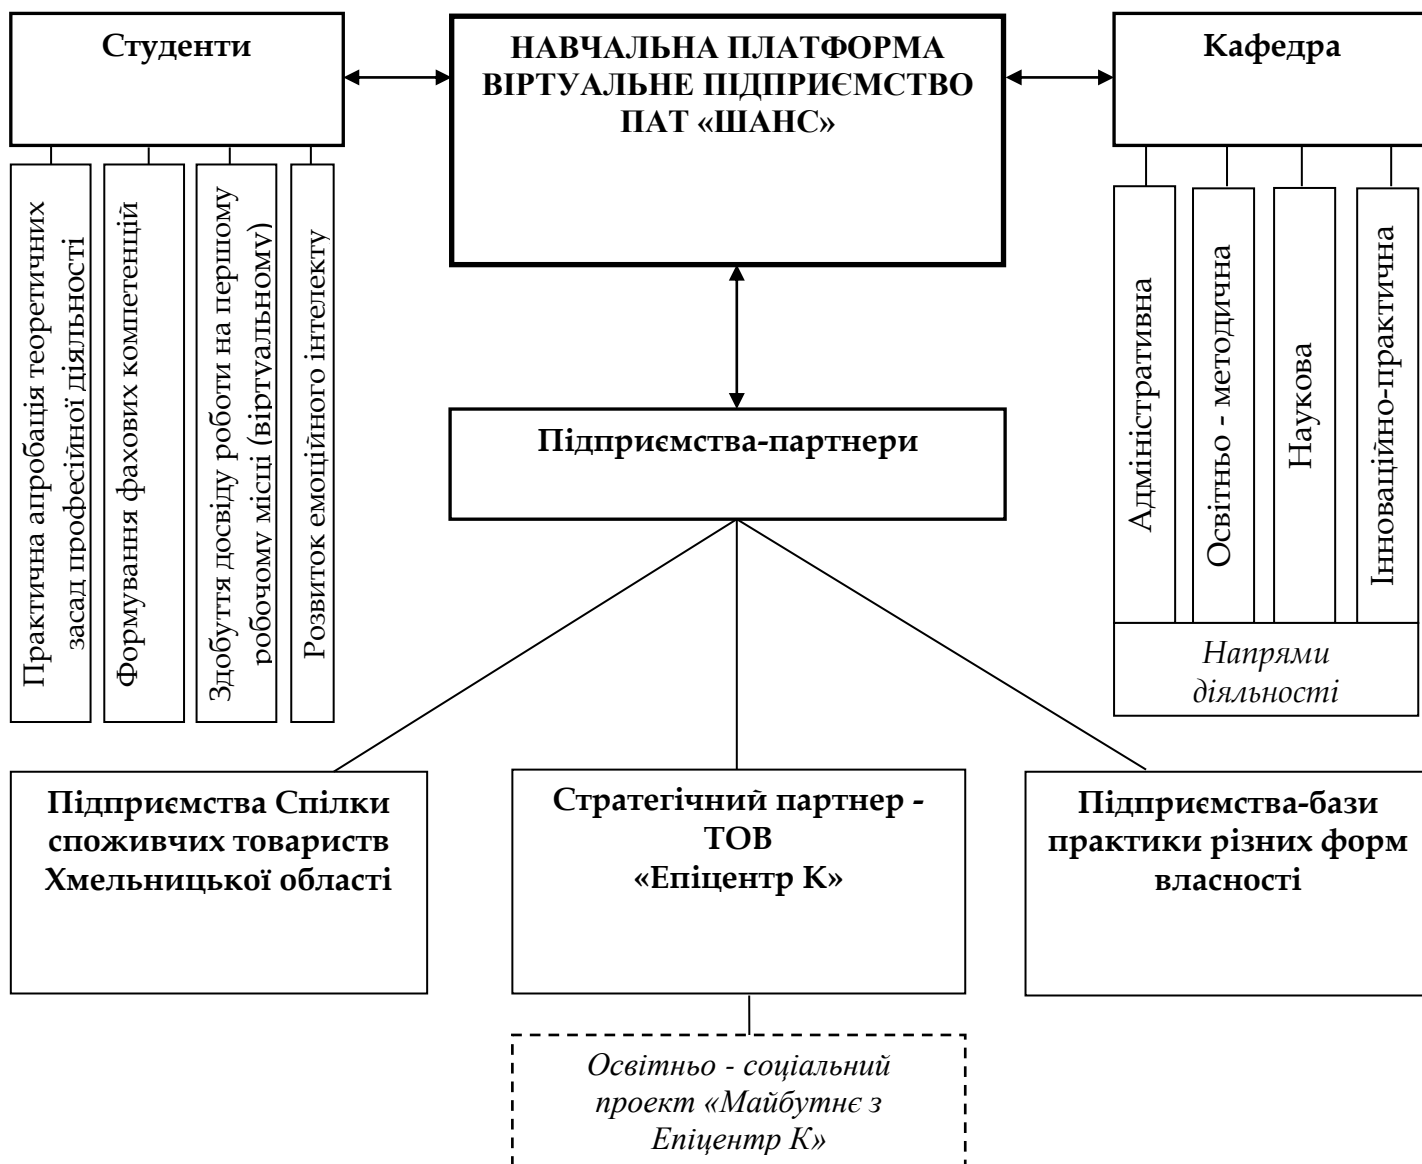 Студенти
НАВЧАЛЬНА ПЛАТФОРМА
ВІРТУАЛЬНЕ ПІДПРИЄМСТВО
ПАТ «ШАНС»
Кафедра
Практична апробація теоретичних
засад професійної діяльності
Формування фахових компетенцій
Здобуття досвіду роботи на першому
робочому місці (віртуальному)
Розвиток емоційного інтелекту
Адміністративна
Освітньо - методична
Наукова
Інноваційно-практична
Напрями
діяльності
Підприємства-партнери
Підприємства Спілки
споживчих товариств
Хмельницької області
Стратегічний партнер -
ТОВ
«Епіцентр К»
Підприємства-бази
практики різних форм
власності
Освітньо - соціальний
проект «Майбутнє з
Епіцентр К»